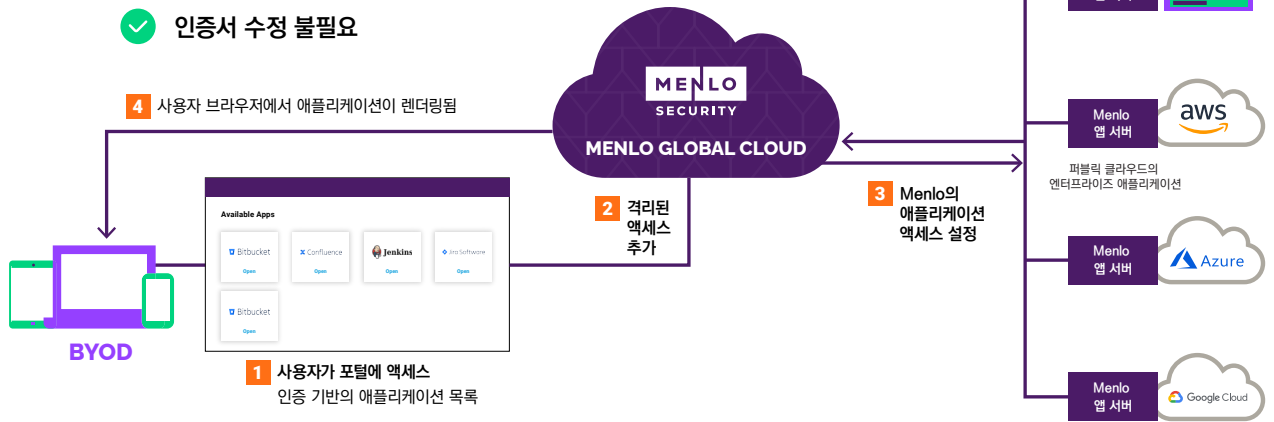 인증서 수정 불필요
4 사용자 브라우저에서 애플리케이션이 렌더링됨
MENLO
SECURITY
MENLO GLOBAL CLOUD
Menlo
앱 서버
aws
퍼블릭 클라우드의
엔터프라이즈 애플리케이션
3 Menlo의
애플리케이션
액세스 설정
2 격리된
액세스
추가
Available Apps
Bitbucket
Open
Confluence
Open
Jenkins
Open
Jira Software
Open
Bitbucket
Open
BYOD
1 사용자가 포털에 액세스
인증 기반의 애플리케이션 목록
Menlo
앱 서버
Azure
Menlo
앱 서버
Google Cloud